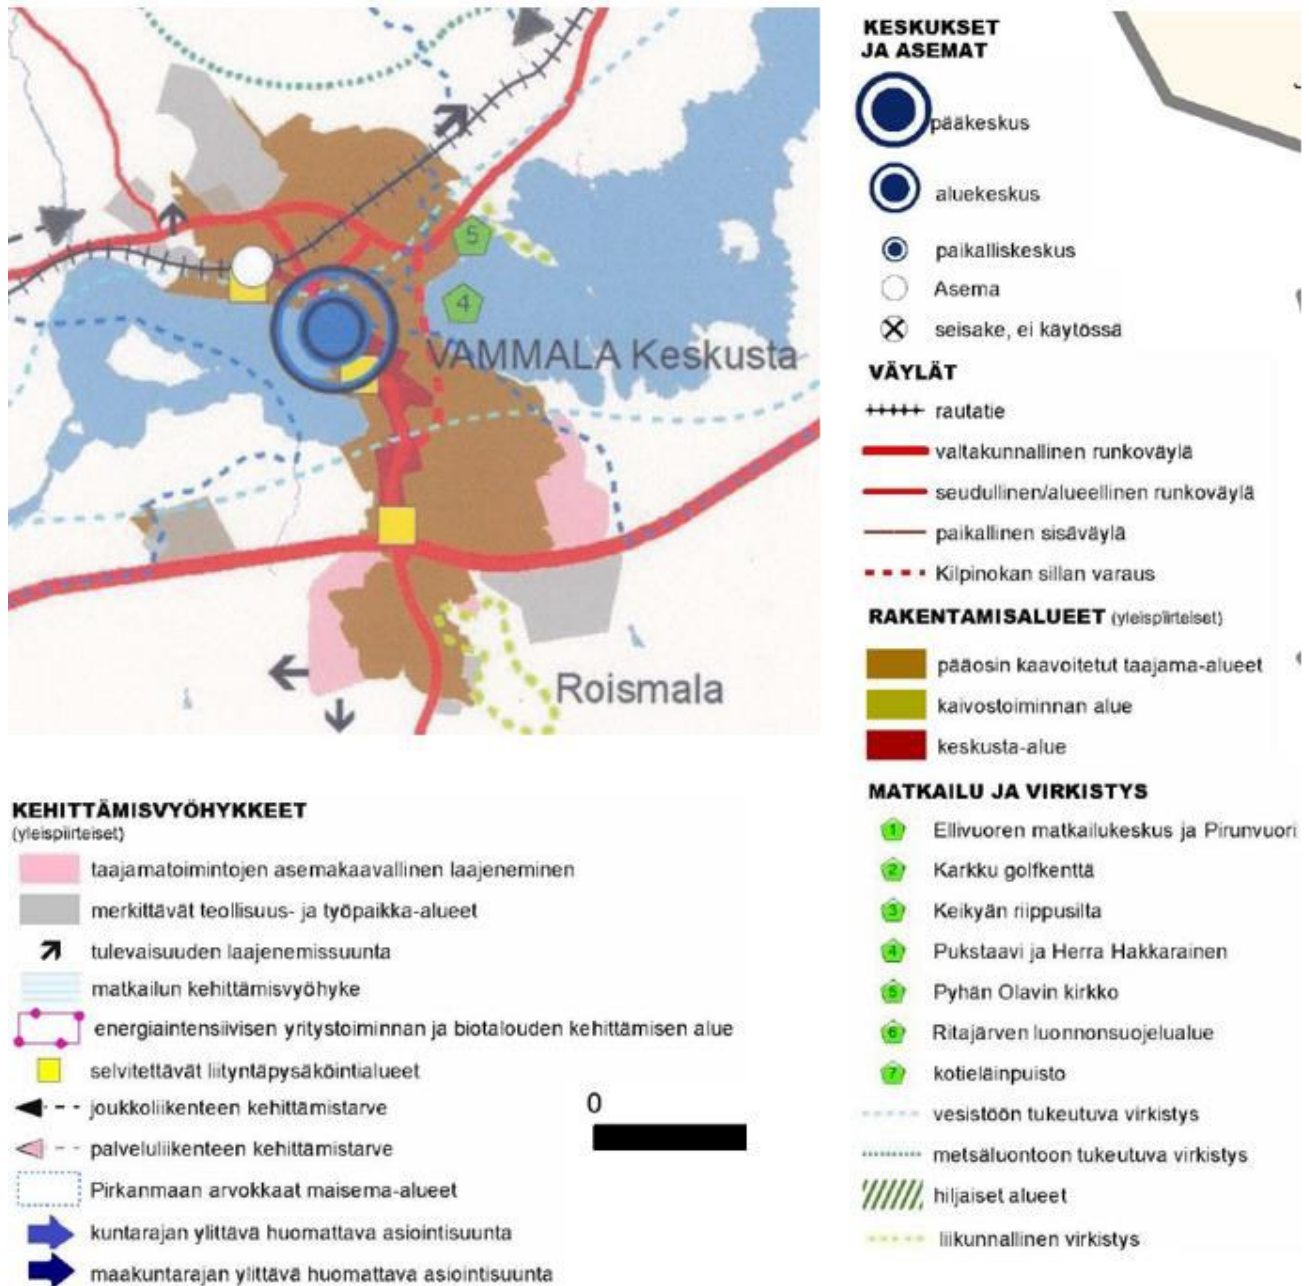 5
4
VAMMALA Keskusta
Roismala
KESKUKSET
JA ASEMAT
pääkeskus
aluekeskus
paikalliskeskus
Asema
seisake, ei käytössä
VÄYLÄT
rautatie
valtakunnallinen runkoväylä
seudullinen/alueellinen runkoväylä
paikallinen sisäväylä
Kilpinokan sillan varaus
RAKENTAMISALUEET (yleispiirteiset)
pääosin kaavoitetut taajama-alueet
kaivostoiminnan alue
keskusta-alue
MATKAILU JA VIRKISTYS
1 Ellivuoren matkailukeskus ja Pirunvuori
2 Karkku golfkenttä
3 Keikyän riippusilta
4 Pukstaavi ja Herra Hakkarainen
5 Pyhän Olavin kirkko
6 Ritajärven luonnonsuojelualue
7 kotieläinpuisto
vesistöön tukeutuva virkistys
metsäluontoon tukeutuva virkistys
hiljaiset alueet
liikunnallinen virkistys
KEHITTÄMISVYÖHYKKEET
(yleispiirteiset)
taajamatoimintojen asemakaavallinen laajeneminen
merkittävät teollisuus- ja työpaikka-alueet
tulevaisuuden laajenemissuunta
matkailun kehittämisvyöhyke
energiaintensiivisen yritystoiminnan ja biotalouden kehittämisen alue
selvitettävät liityntäpysäköintialueet
joukkoliikenteen kehittämistarve
palveluliikenteen kehittämistarve
Pirkanmaan arvokkaat maisema-alueet
kuntarajan ylittävä huomattava asiointisuunta
maakuntarajan ylittävä huomattava asiointisuunta
0